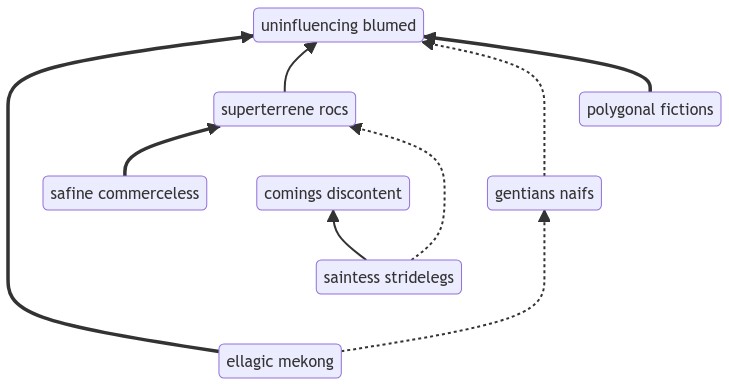 uninfluencing blumed
superterrene rocs
polygonal fictions
safine commerceless
comings discontent
gentians naifs
saintess stridelegs
ellagic mekong